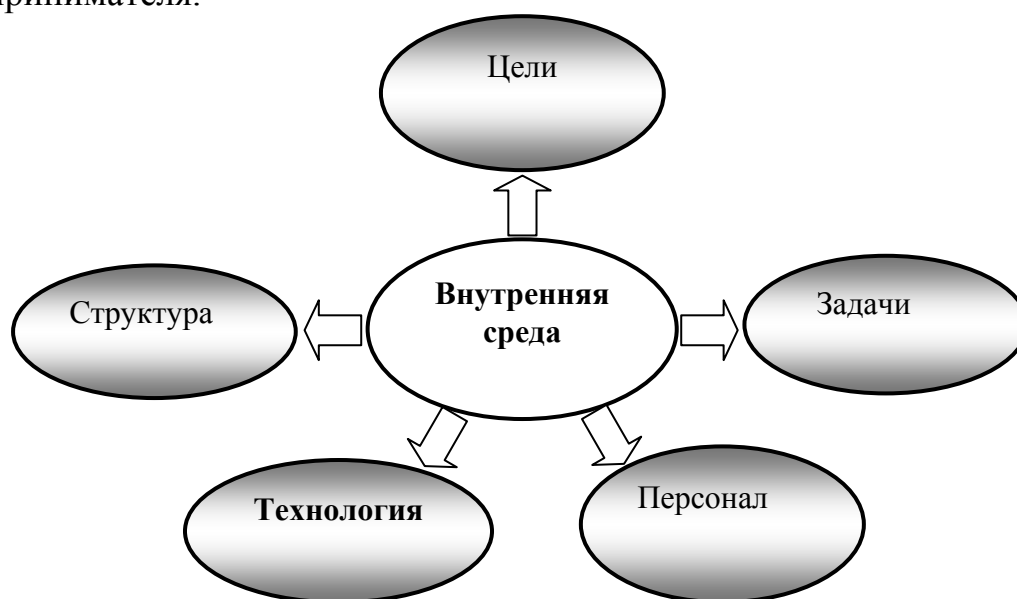 Цели
Внутренняя
среда
Структура
Задачи
Технология
Персонал